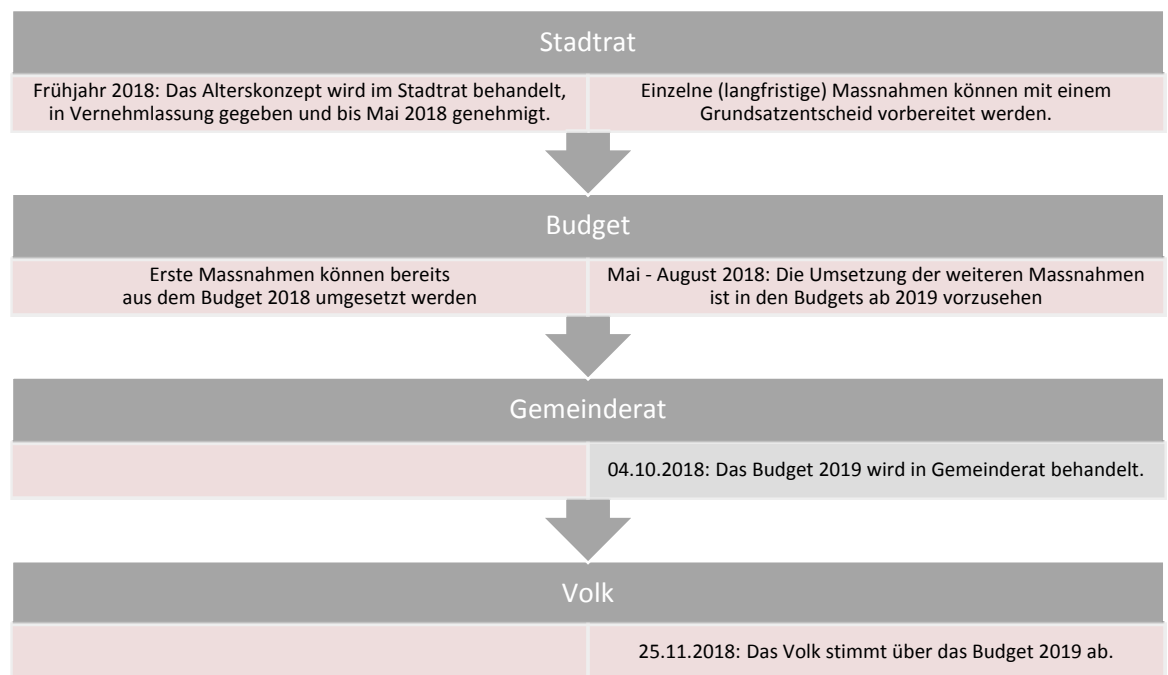 Stadtrat
Frühjahr 2018: Das Alterskonzept wird im Stadtrat behandelt,
in Vernehmlassung gegeben und bis Mai 2018 genehmigt.
Einzelne (langfristige) Massnahmen können mit einem
Grundsatzentscheid vorbereitet werden.
Budget
Erste Massnahmen können bereits
aus dem Budget 2018 umgesetzt werden
Mai - August 2018: Die Umsetzung der weiteren Massnahmen
ist in den Budgets ab 2019 vorzusehen
Gemeinderat
04.10.2018: Das Budget 2019 wird in Gemeinderat behandelt.
Volk
25.11.2018: Das Volk stimmt über das Budget 2019 ab.